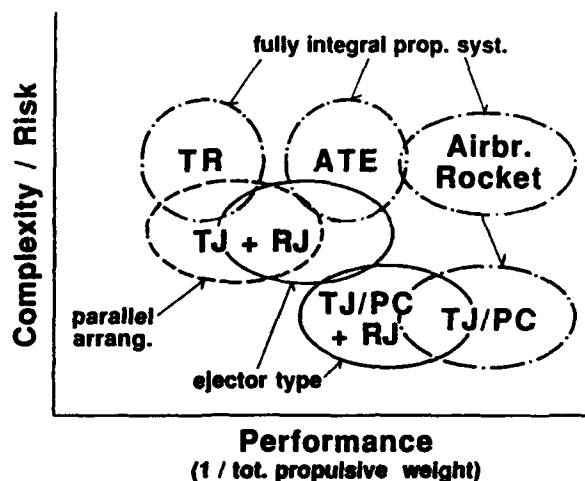 fully integral prop. syst.
Complexity / Risk
TR
ATE
Airbr.
Rocket
TJ + RJ
parallel
arrang.
TJ/PC
+ RJ
TJ/PC
ejector type
Performance
(1 / tot. propulsive weight)